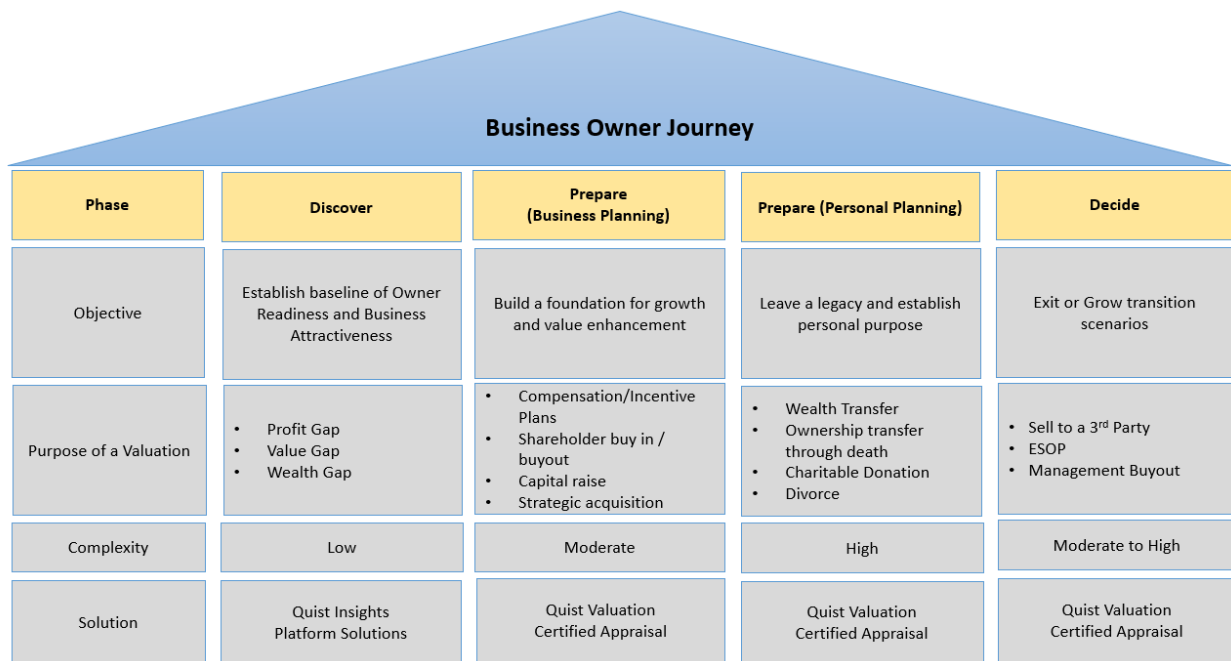 Business Owner Journey
Phase
Discover
Prepare
(Business Planning)
Prepare (Personal Planning)
Decide
Objective
Establish baseline of Owner
Readiness and Business
Attractiveness
Build a foundation for growth
and value enhancement
Leave a legacy and establish
personal purpose
Exit or Grow transition
scenarios
Purpose of a Valuation
• Profit Gap
• Value Gap
• Wealth Gap
• Compensation/Incentive
Plans
• Shareholder buy in /
buyout
• Capital raise
• Strategic acquisition
• Wealth Transfer
• Ownership transfer
through death
• Charitable Donation
• Divorce
• Sell to a 3rd Party
• ESOP
• Management Buyout
Complexity
Low
Moderate
High
Moderate to High
Solution
Quist Insights
Platform Solutions
Quist Valuation
Certified Appraisal
Quist Valuation
Certified Appraisal
Quist Valuation
Certified Appraisal